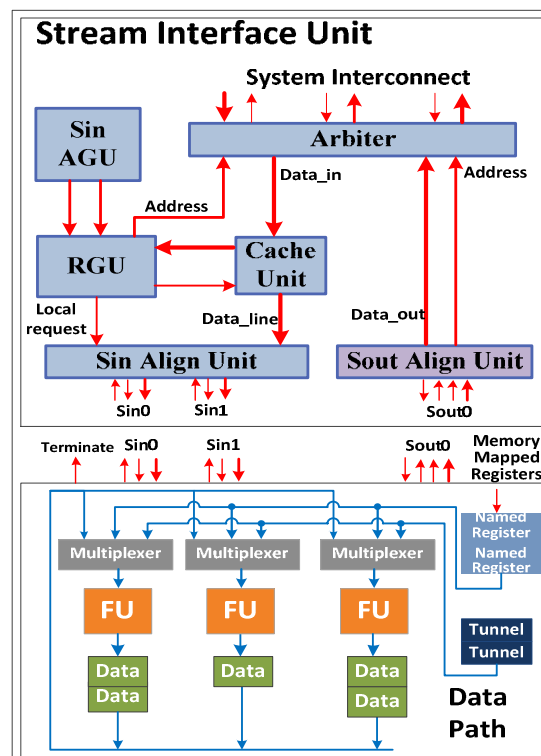 Stream Interface Unit
System Interconnect
Sin
AGU
Arbiter
Data_in
Address
Address
RGU
Cache
Unit
Local
request
Data_line
Data_out
Sin Align Unit
Sout Align Unit
Sin0
Sin1
Sout0
Terminate
Sin0
Sin1
Sout0
Memory
Mapped
Registers
Named
Register
Named
Register
Multiplexer
Multiplexer
Multiplexer
FU
FU
FU
Tunnel
Tunnel
Data
Data
Data
Data
Data
Data
Path